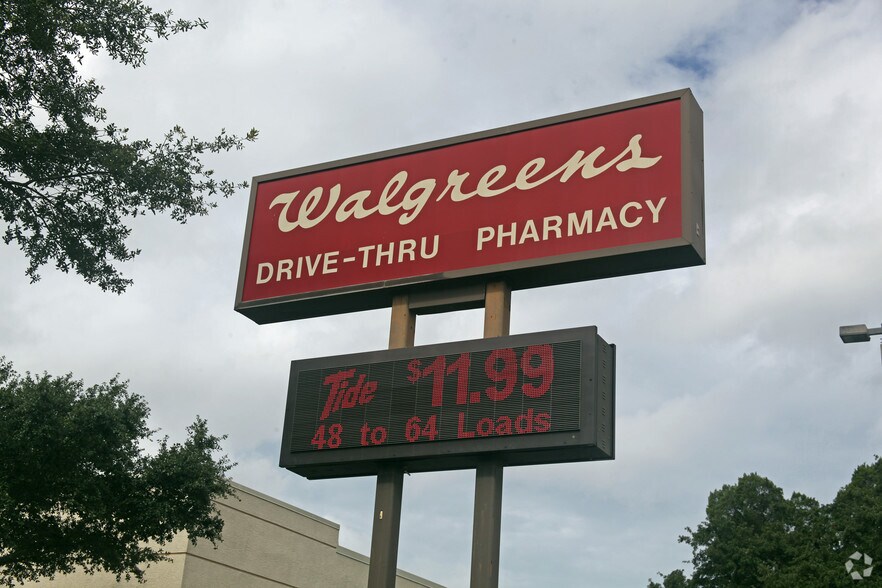 Walgreens
DRIVE-THRU PHARMACY
Tide $11.99
48 to 64 Loads